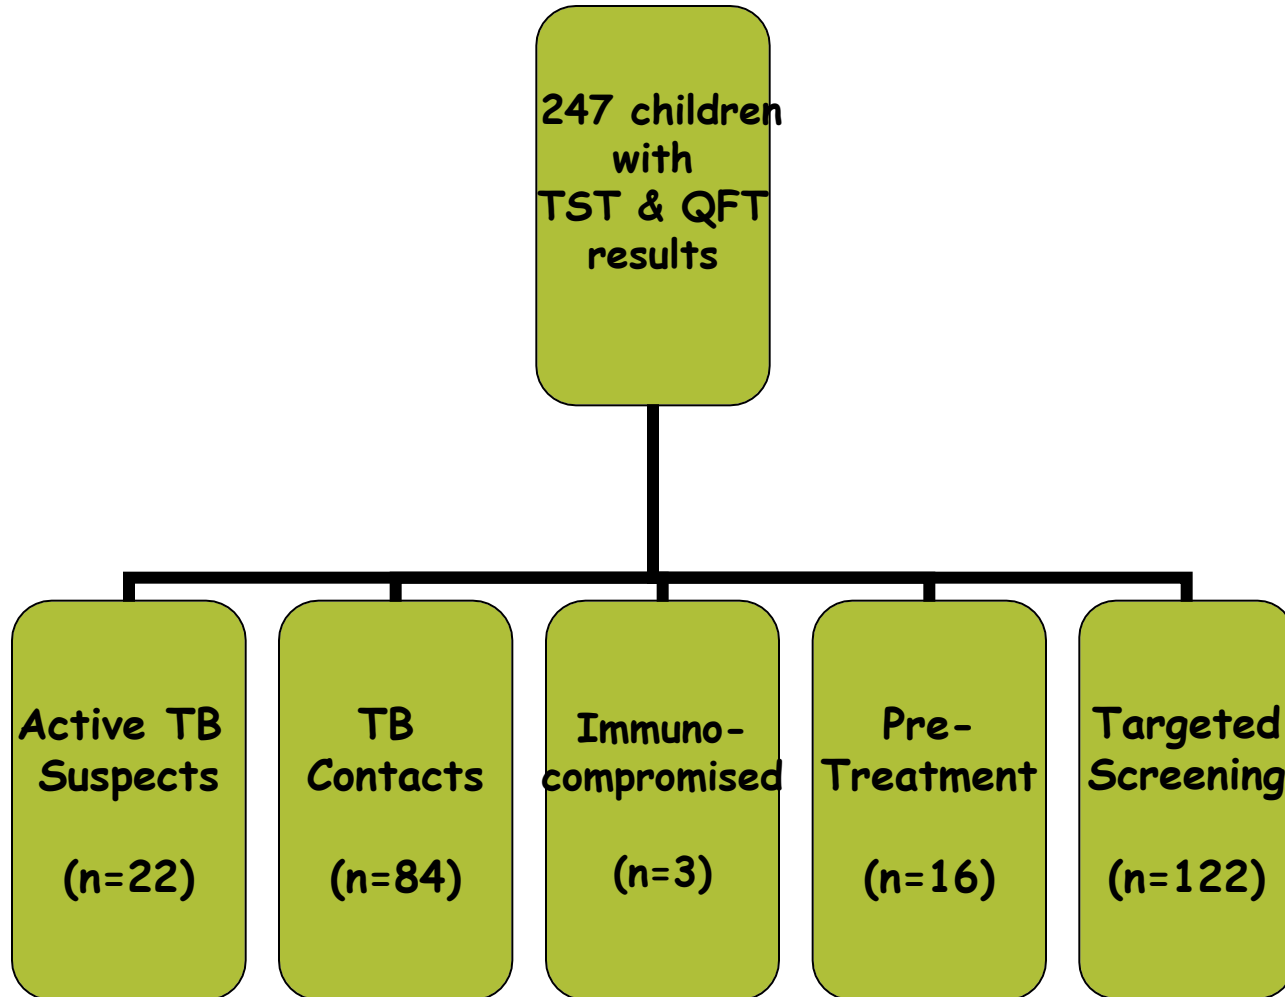 247 children
with
TST & QFT
results
Active TB
Suspects
(n=22)
TB
Contacts
(n=84)
Immuno-
compromised
(n=3)
Pre-
Treatment
(n=16)
Targeted
Screening
(n=122)